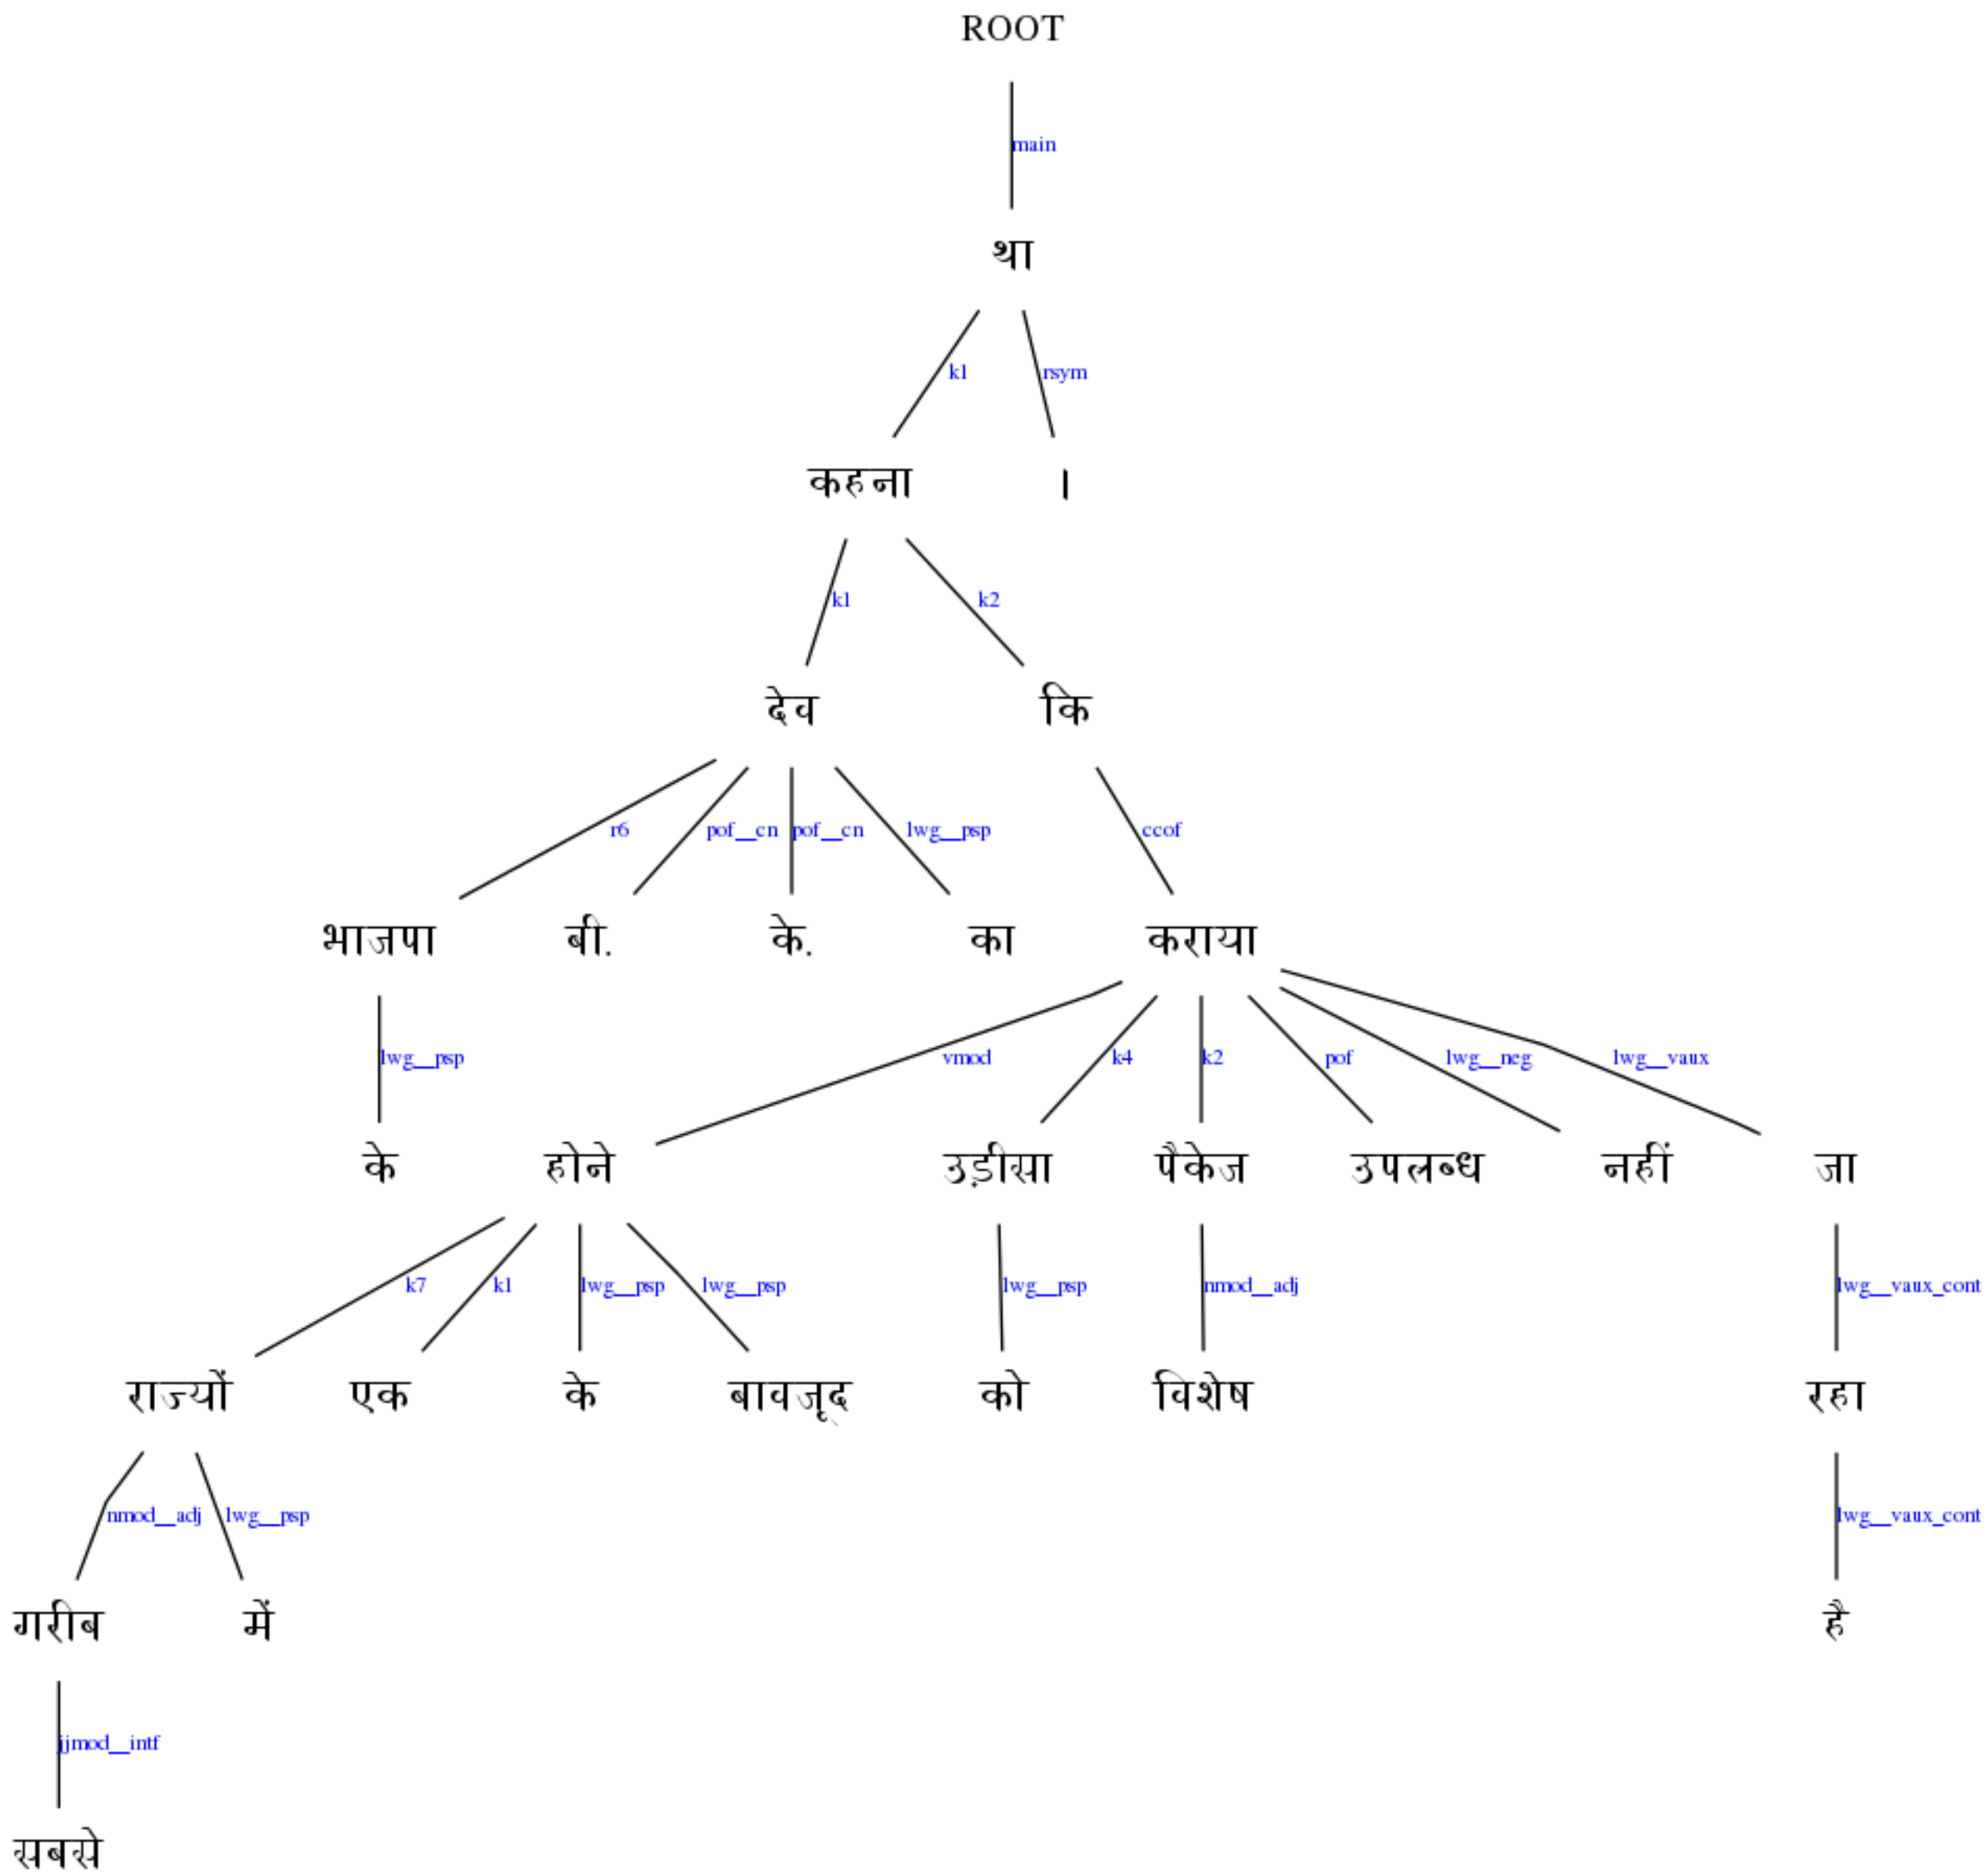 ROOT
main
था
k1 rsym
कहना ।
k1 k2
देव कि
r6 pof__cn pof__cn lwg__psp ccof
भाजपा बी. के. का कराया
lwg__psp vmod k4 k2 pof lwg__neg lwg__vaux
के होने उड़ीसा पैकेज उपलब्ध नहीं जा
k7 k1 lwg__psp lwg__psp lwg__psp nmod__adj lwg__vaux_cont
राज्यों एक के बावजूद को विशेष रहा
nmod__adj lwg__psp lwg__vaux_cont
गरीब में है
jjmod__intf
सबसे